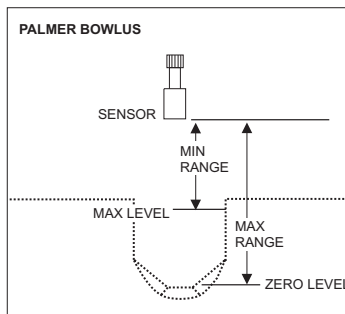 PALMER BOWLUS
SENSOR
MIN
RANGE
MAX LEVEL
MAX
RANGE
ZERO LEVEL